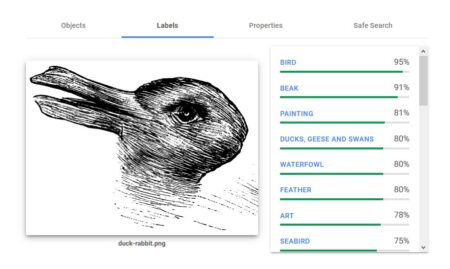 Objects Labels Properties Safe Search
BIRD 95%
BEAK 91%
PAINTING 81%
DUCKS, GEESE AND SWANS 80%
WATERFOWL 80%
FEATHER 80%
ART 78%
SEABIRD 75%
duck-rabbit.png